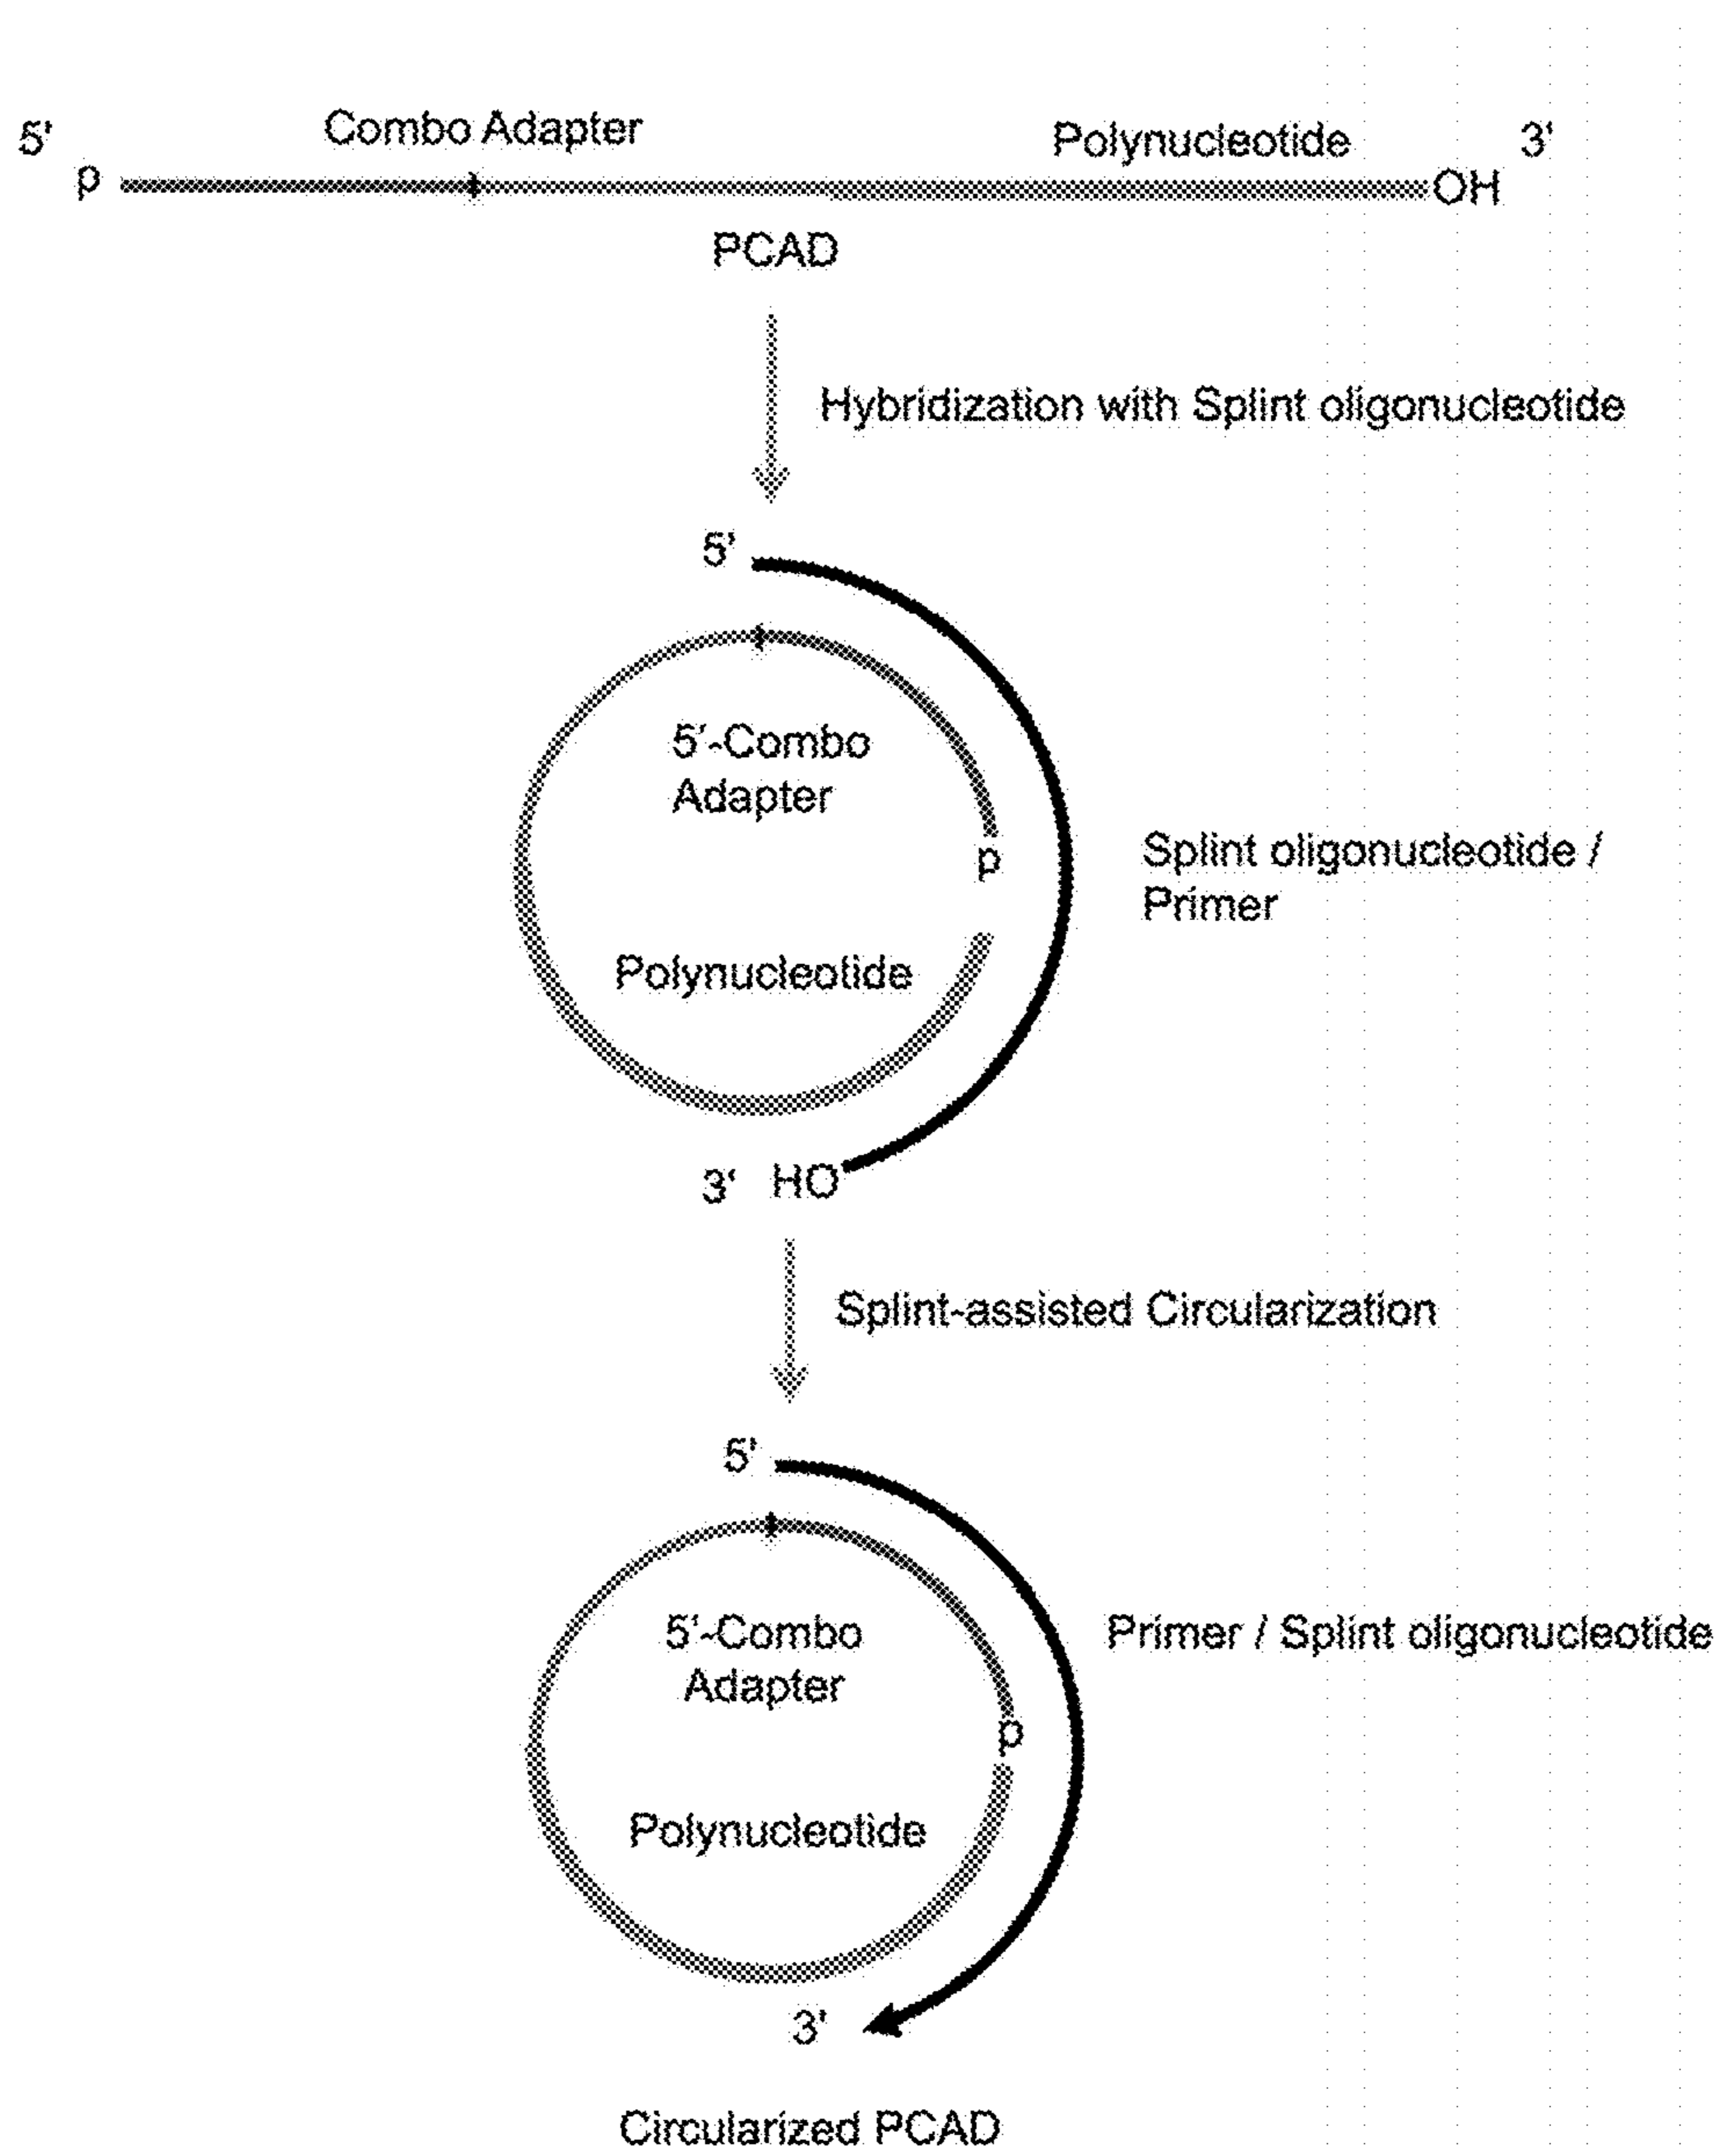 5' Combo Adapter Polynucleotide 3'
p OH
PCAD
Hybridization with Splint oligonucleotide
5'
5'-Combo
Adapter
p
Splint oligonucleotide /
Primer
Polynucleotide
3' HO
Splint-assisted Circularization
5'
5'-Combo
Adapter
Primer / Splint oligonucleotide
p
Polynucleotide
3'
Circularized PCAD